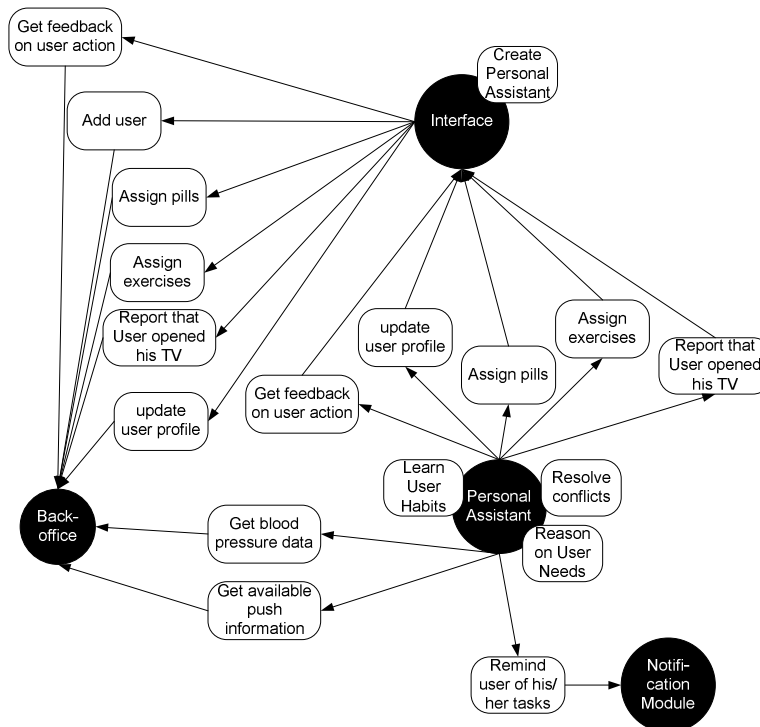 Get feedback
on user action
Create
Personal
Assistant
Add user
Interface
Assign pills
Assign
exercises
Report that
User opened
his TV
update
user profile
update
user profile
Assign
exercises
Assign pills
Report that
User opened
his TV
Get feedback
on user action
Learn
User
Habits
Personal
Assistant
Resolve
conflicts
Reason
on User
Needs
Back-
office
Get blood
pressure data
Get available
push
information
Remind
user of his/
her tasks
Notifi-
cation
Module